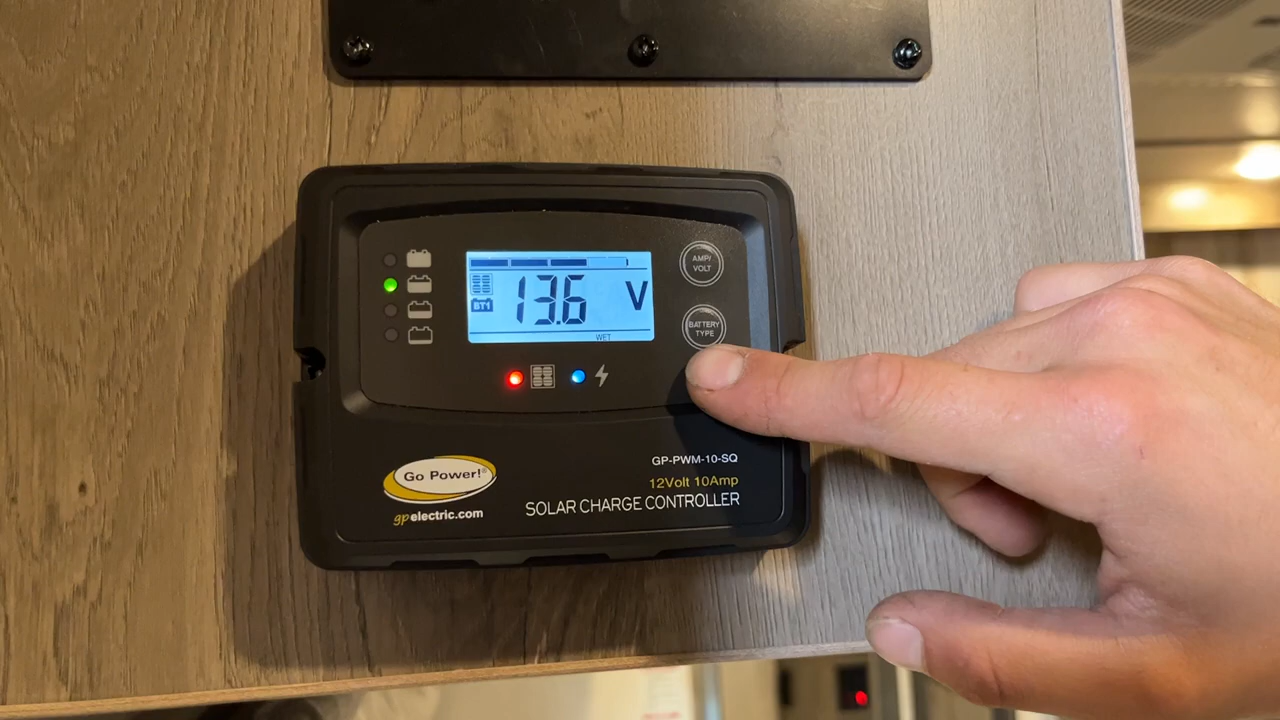 AMP/
VOLT
13.6 V
BT1
WET
BATTERY
TYPE
Go Power!®
gpelectric.com
GP-PWM-10-SQ
12Volt 10Amp
SOLAR CHARGE CONTROLLER